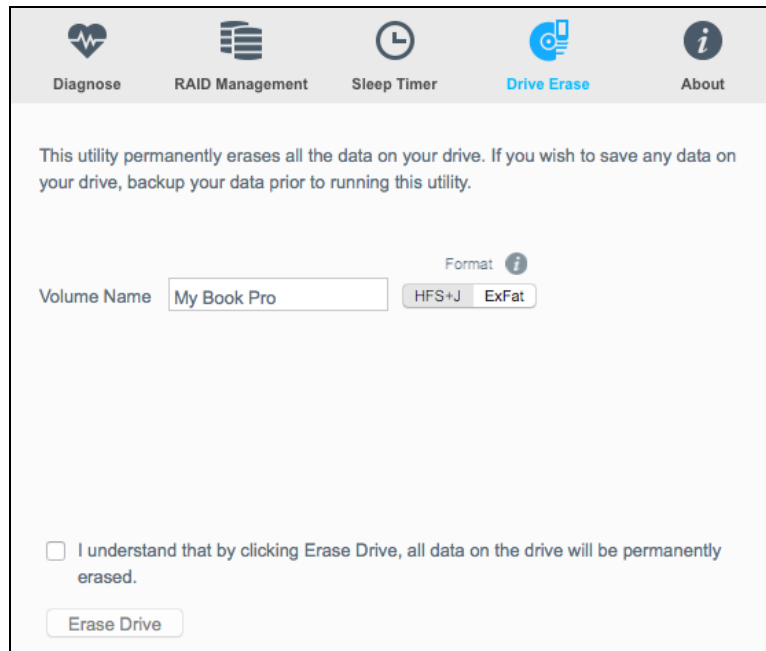 Diagnose RAID Management Sleep Timer Drive Erase About
This utility permanently erases all the data on your drive. If you wish to save any data on
your drive, backup your data prior to running this utility.
Format i
Volume Name My Book Pro HFS+J ExFat
I understand that by clicking Erase Drive, all data on the drive will be permanently
erased.
Erase Drive